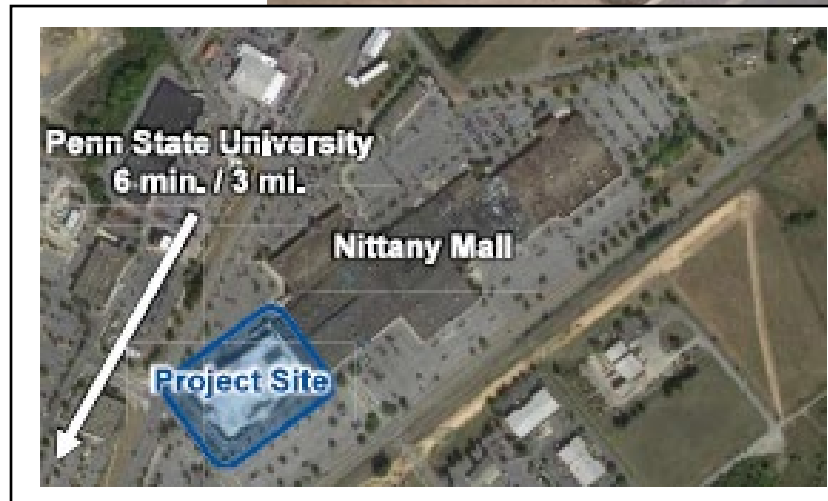 Penn State University
6 min. / 3 mi.
Nittany Mall
Project Site